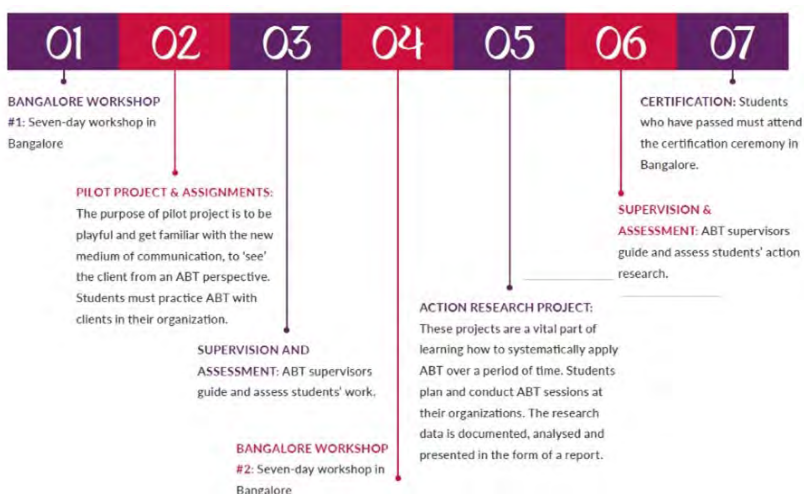 01 02 03 04 05 06 07
BANGALORE WORKSHOP
#1: Seven-day workshop in
Bangalore
PILOT PROJECT & ASSIGNMENTS:
The purpose of pilot project is to be
playful and get familiar with the new
medium of communication, to ‘see’
the client from an ABT perspective.
Students must practice ABT with
clients in their organization.
SUPERVISION AND
ASSESSMENT: ABT supervisors
guide and assess students’ work.
BANGALORE WORKSHOP
#2: Seven-day workshop in
Bangalore
ACTION RESEARCH PROJECT:
These projects are a vital part of
learning how to systematically apply
ABT over a period of time. Students
plan and conduct ABT sessions at
their organizations. The research
data is documented, analysed and
presented in the form of a report.
SUPERVISION &
ASSESSMENT: ABT supervisors
guide and assess students’ action
research.
CERTIFICATION: Students
who have passed must attend
the certification ceremony in
Bangalore.